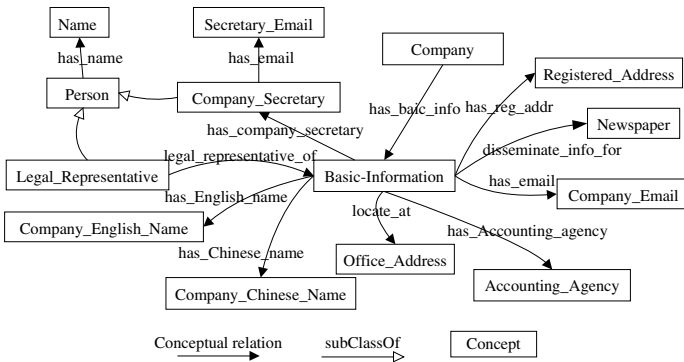 Name
Secretary_Email
Company
has_name
has_email
Registered_Address
Person
Company_Secretary
has_baic_info
has_reg_addr
Newspaper
has_company_secretary
disseminate_info_for
legal_representative_of
Legal_Representative
Basic-Information
has_email
Company_Email
has_English_name
locate_at
Company_English_Name
has_Accounting_agency
has_Chinese_name
Office_Address
Company_Chinese_Name
Accounting_Agency
Conceptual relation
subClassOf
Concept